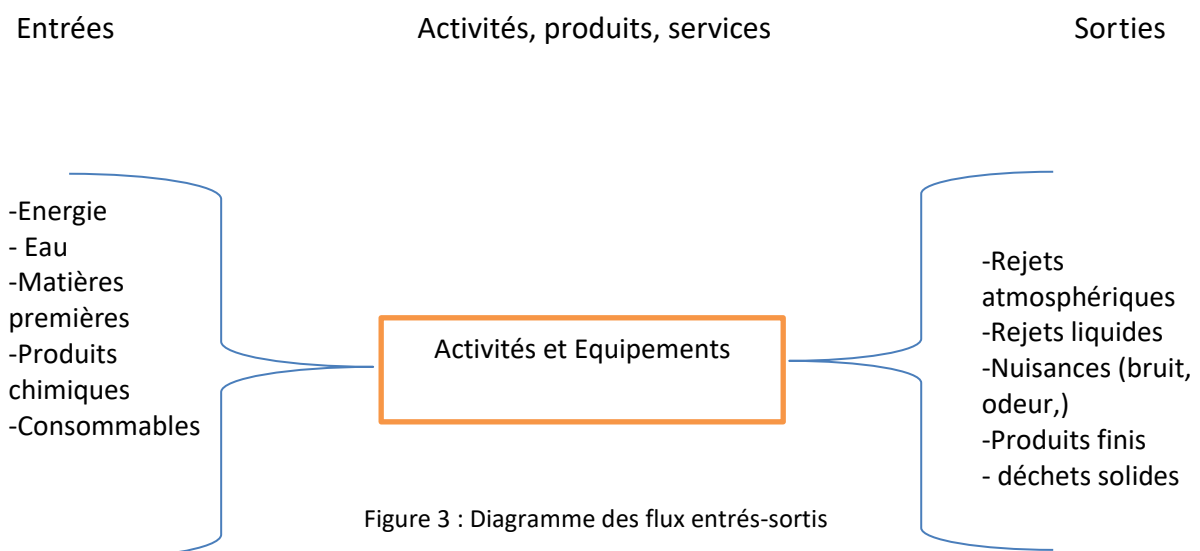 Entrées
Activités, produits, services
Sorties
-Energie
- Eau
-Matières
premières
-Produits
chimiques
-Consommables
Activités et Equipements
-Rejets
atmosphériques
-Rejets liquides
-Nuisances (bruit,
odeur,)
-Produits finis
- déchets solides
Figure 3 : Diagramme des flux entrés-sortis